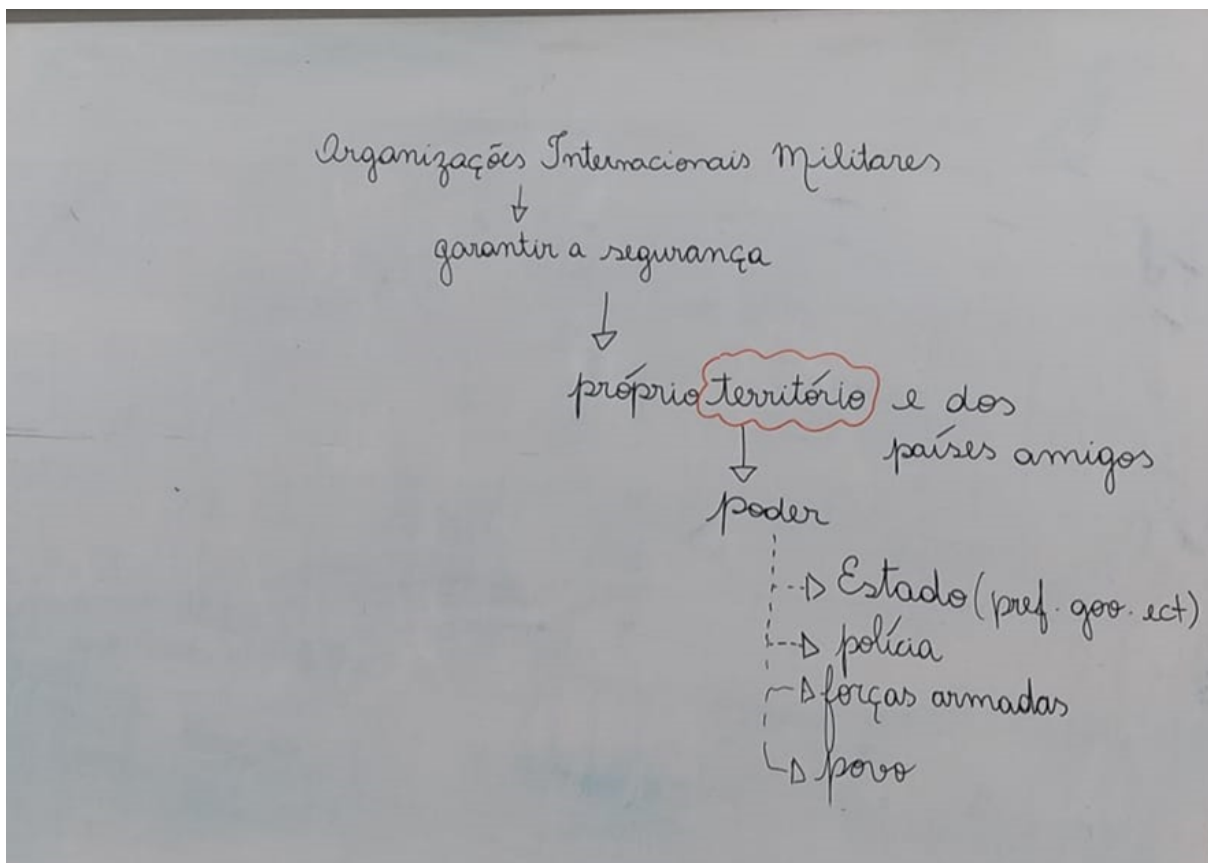 Organizações Internacionais Militares
garantir a segurança
próprio território e dos
países amigos
poder
Estado (pref. gov. ect)
polícia
forças armadas
povo